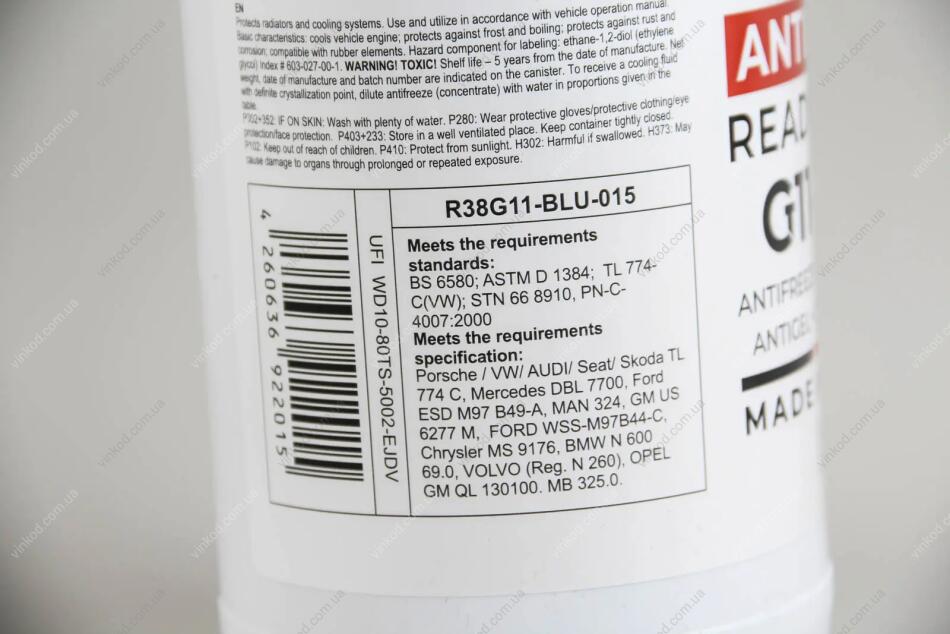 EN
Protects radiators and cooling systems. Use and utilize in accordance with vehicle operation manual.
Basic characteristics: cools vehicle engine; protects against frost and boiling; protects against rust and
corrosion; compatible with rubber elements. Hazard component for labeling: ethane-1,2-diol (ethylene
glycol) Index # 603-027-00-1. WARNING! TOXIC! Shelf life – 5 years from the date of manufacture. Net
weight, date of manufacture and batch number are indicated on the canister. To receive a cooling fluid
with definite crystallization point, dilute antifreeze (concentrate) with water in proportions given in the
table.
P302+352: IF ON SKIN: Wash with plenty of water. P280: Wear protective gloves/protective clothing/eye
protection/face protection. P403+233: Store in a well ventilated place. Keep container tightly closed.
P102: Keep out of reach of children. P410: Protect from sunlight. H302: Harmful if swallowed. H373: May
cause damage to organs through prolonged or repeated exposure.
4 260636 922015
UFI WD10-80TS-5002-EJDV
R38G11-BLU-015
Meets the requirements
standards:
BS 6580; ASTM D 1384; TL 774-
C(VW); STN 66 8910, PN-C-
4007:2000
Meets the requirements
specification:
Porsche / VW/ AUDI/ Seat/ Skoda TL
774 C, Mercedes DBL 7700, Ford
ESD M97 B49-A, MAN 324, GM US
6277 M, FORD WSS-M97B44-C,
Chrysler MS 9176, BMW N 600
69.0, VOLVO (Reg. N 260), OPEL
GM QL 130100. MB 325.0.
ANT
READ
G11
ANTIFREE
ANTIGEL
MADE
vinkod.com.ua